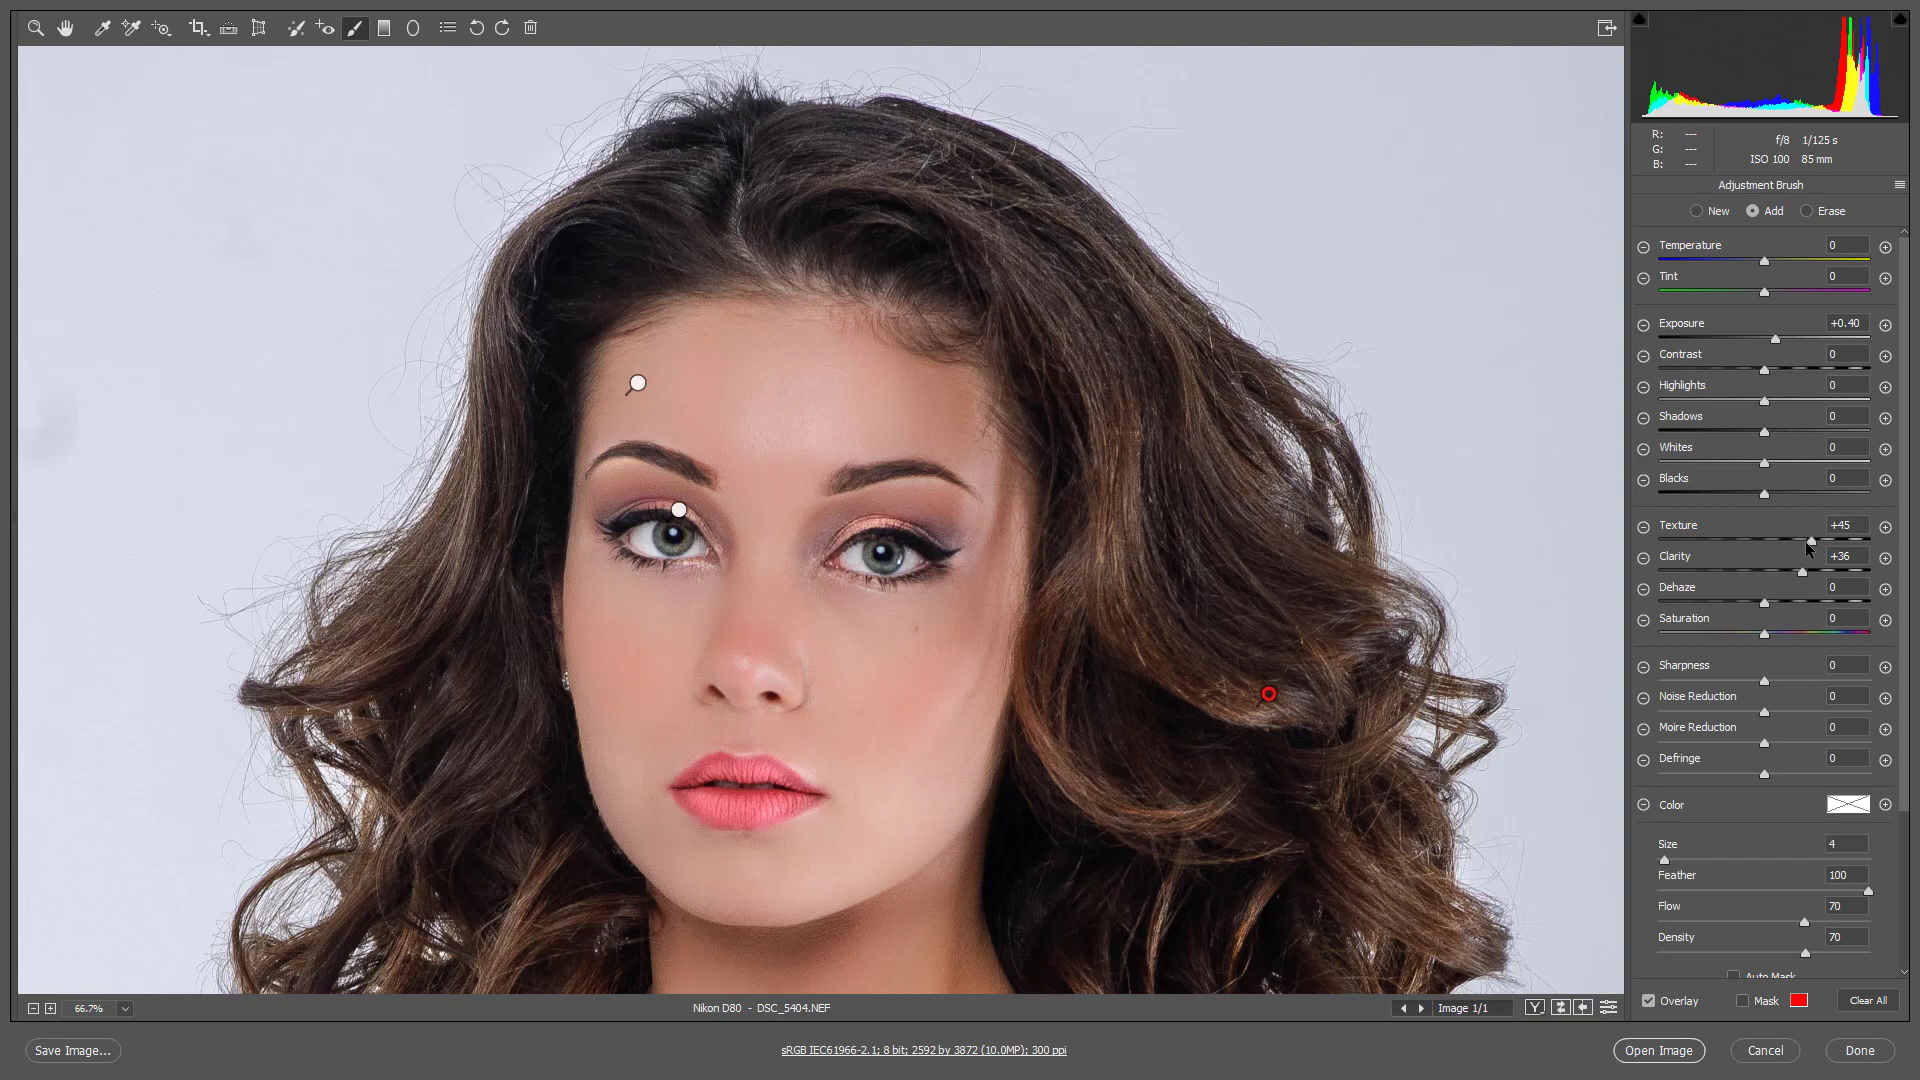 R: ---
G: ---
B: ---
f/8 1/125 s
ISO 100 85 mm
Adjustment Brush
New Add Erase
Temperature 0
Tint 0
Exposure +0.40
Contrast 0
Highlights 0
Shadows 0
Whites 0
Blacks 0
Texture +45
Clarity +36
Dehaze 0
Saturation 0
Sharpness 0
Noise Reduction 0
Moire Reduction 0
Defringe 0
Color
Size 4
Feather 100
Flow 70
Density 70
Auto Mask
Overlay Mask Clear All
66.7% Nikon D80 - DSC_5404.NEF Image 1/1 Y
Save Image... sRGB IEC61966-2.1; 8 bit; 2592 by 3872 (10.0MP); 300 ppi Open Image Cancel Done